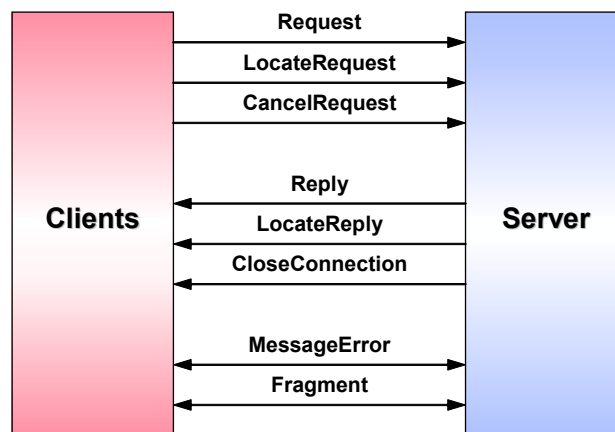 Request
LocateRequest
CancelRequest
Reply
Clients
Server
LocateReply
CloseConnection
MessageError
Fragment